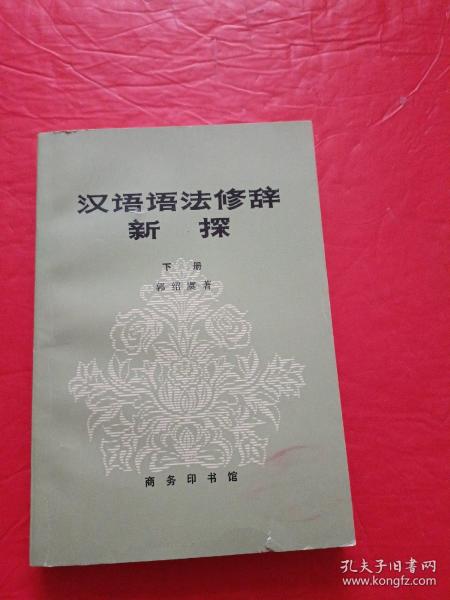 汉语语法修辞
新 探
下 册
郭绍虞著
商务印书馆
孔夫子旧书网
www.kongfz.com